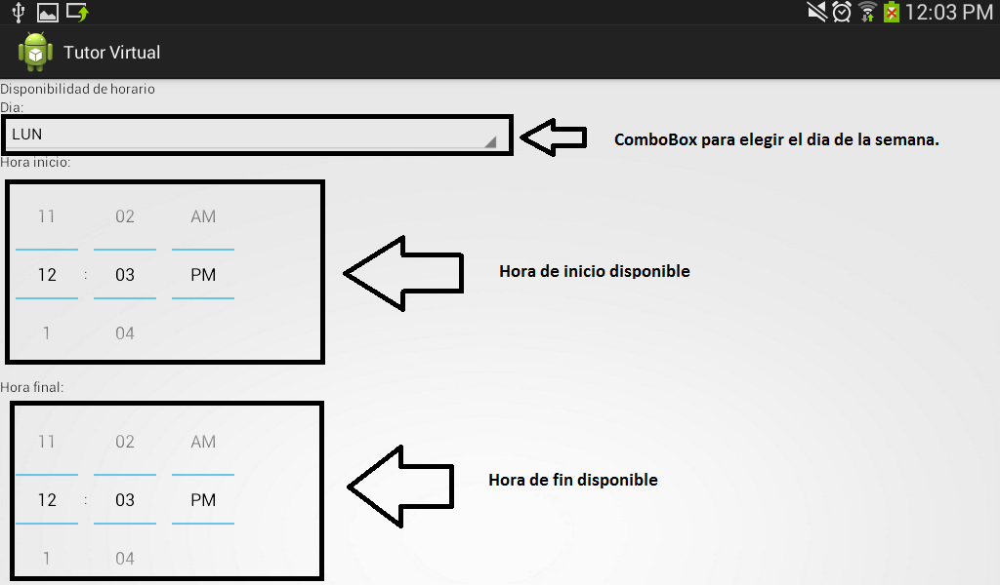 12:03 PM
Tutor Virtual
Disponibilidad de horario
Dia:
LUN
ComboBox para elegir el dia de la semana.
Hora inicio:
11 02 AM
12 : 03 PM
1 04
Hora de inicio disponible
Hora final:
11 02 AM
12 : 03 PM
1 04
Hora de fin disponible